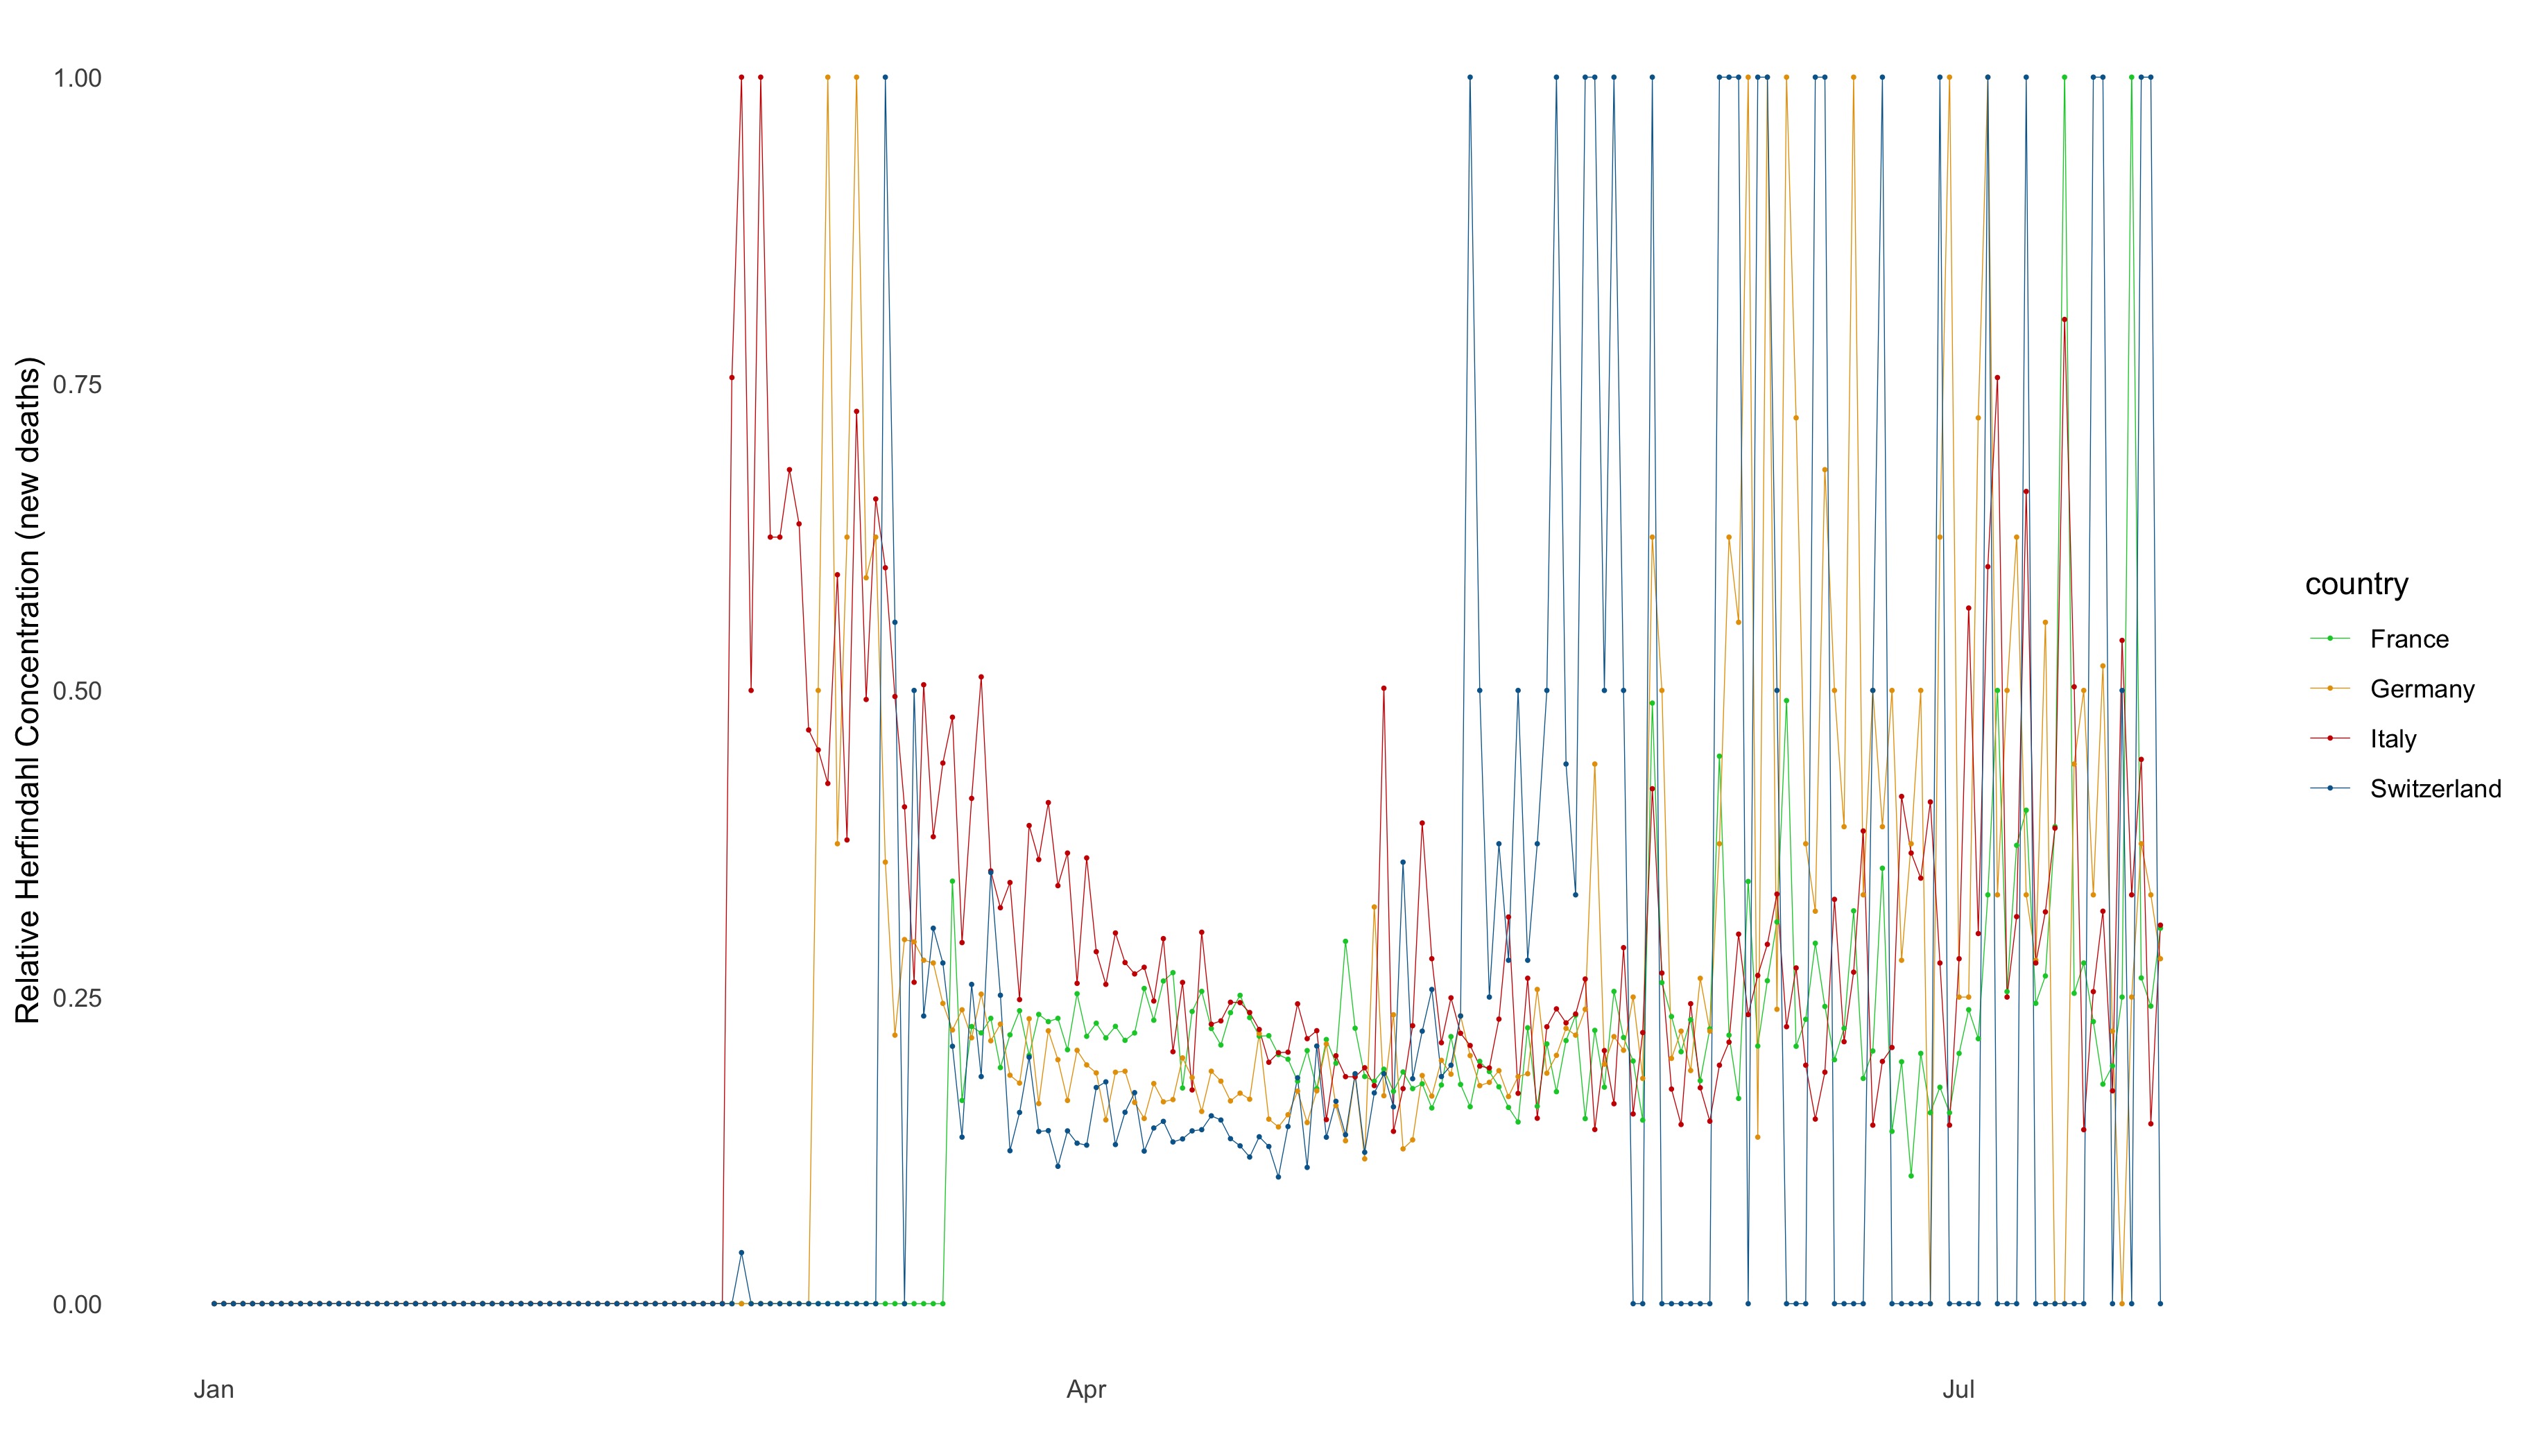 Relative Herfindahl Concentration (new deaths)
1.00
0.75
0.50
0.25
0.00
Jan
Apr
Jul
country
France
Germany
Italy
Switzerland